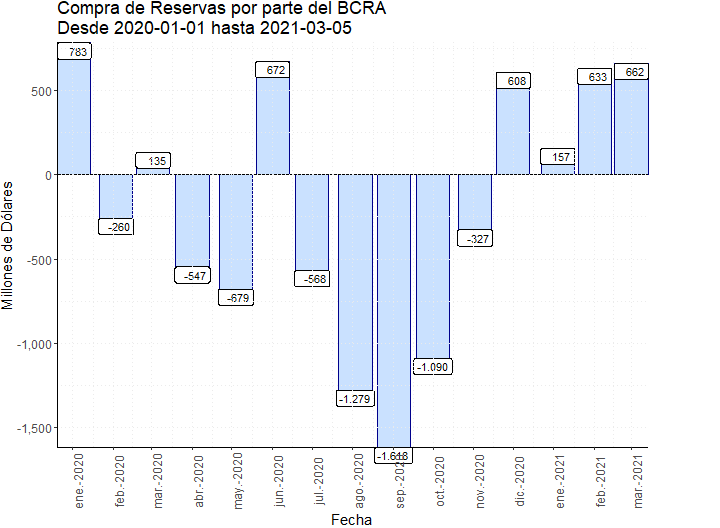 Compra de Reservas por parte del BCRA
Desde 2020-01-01 hasta 2021-03-05
Millones de Dólares
500
0
-500
-1,000
-1,500
783
-260
135
-547
-679
672
-568
-1.279
-1.090
-327
608
157
633
662
ene.-2020
feb.-2020
mar.-2020
abr.-2020
may.-2020
jun.-2020
jul.-2020
ago.-2020
sep.-2020
oct.-2020
nov.-2020
dic.-2020
ene.-2021
feb.-2021
mar.-2021
Fecha